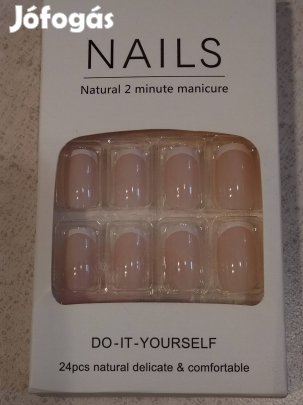 Jófogás
NAILS
Natural 2 minute manicure
DO-IT-YOURSELF
24pcs natural delicate & comfortable